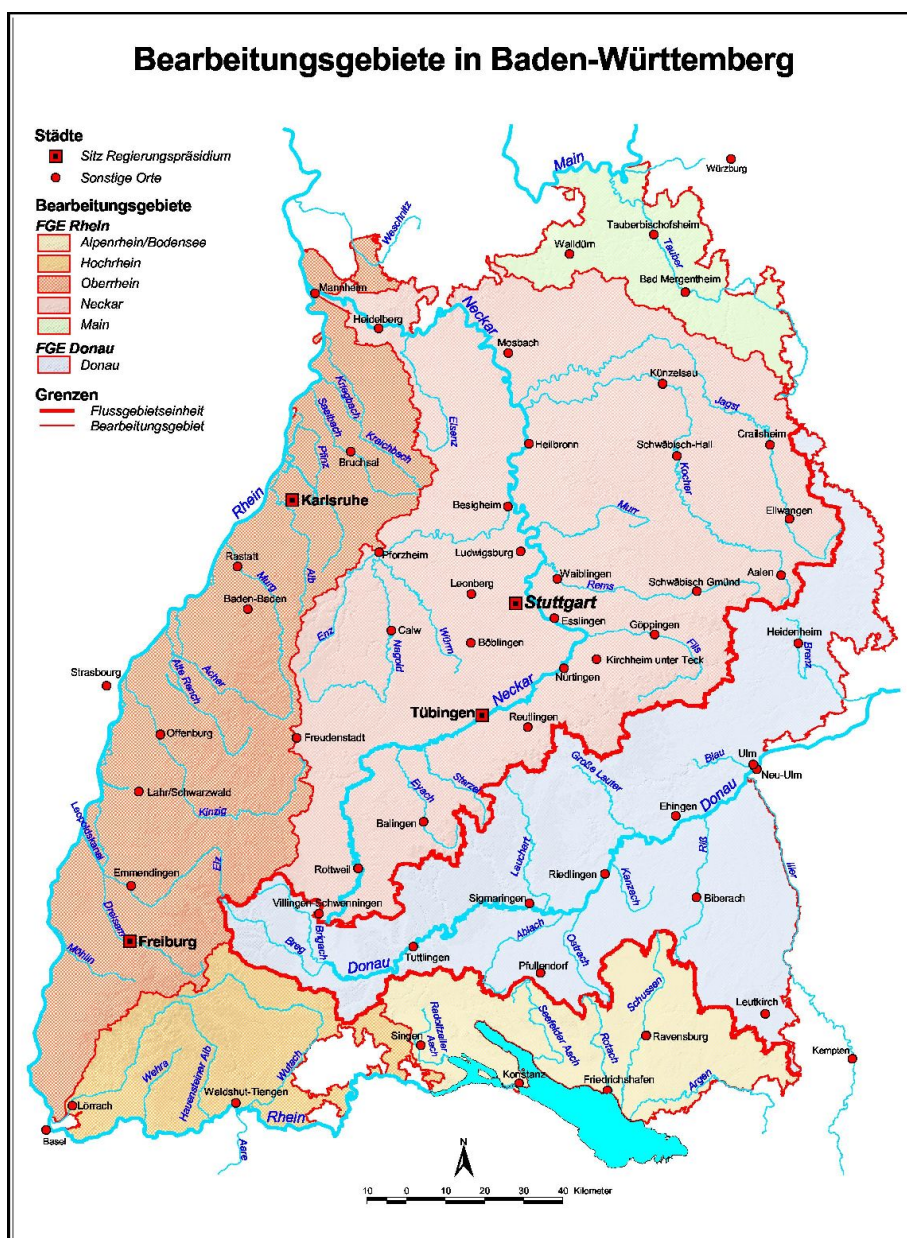 Bearbeitungsgebiete in Baden-Württemberg
Städte
Sitz Regierungspräsidium
Sonstige Orte
Bearbeitungsgebiete
FGE Rhein
Alpenrhein/Bodensee
Hochrhein
Oberrhein
Neckar
Main
FGE Donau
Donau
Grenzen
Flussgebietseinheit
Bearbeitungsgebiet
Main
Würzburg
Weschnitz
Tauberbischofsheim
Walldürn
Tauber
Bad Mergentheim
Mannheim
Heidelberg
Neckar
Mosbach
Künzelsau
Jagst
Kriegbach
Saalbach
Kraichbach
Elsenz
Pfinz
Bruchsal
Heilbronn
Schwäbisch-Hall
Crailsheim
Kocher
Rhein
Karlsruhe
Besigheim
Murr
Ellwangen
Pforzheim
Ludwigsburg
Rastatt
Murg
Alb
Leonberg
Waiblingen
Rems
Schwäbisch Gmünd
Aalen
Baden-Baden
Stuttgart
Esslingen
Enz
Calw
Nagold
Würm
Böblingen
Göppingen
Fils
Heidenheim
Brenz
Kirchheim unter Teck
Nürtingen
Strasbourg
Alte Rench
Acher
Neckar
Tübingen
Reutlingen
Offenburg
Freudenstadt
Lahr/Schwarzwald
Kinzig
Eyach
Starzel
Große Lauter
Blau
Ulm
Neu-Ulm
Donau
Ehingen
Balingen
Leopoldskanal
Lauchert
Riß
Iller
Emmendingen
Elz
Rottweil
Riedlingen
Kanzach
Biberach
Villingen-Schwenningen
Sigmaringen
Dreisam
Freiburg
Möhlin
Breg
Brigach
Donau
Tuttlingen
Ablach
Ostrach
Pfullendorf
Schussen
Leutkirch
Wehra
Hauensteiner Alb
Wutach
Singen
Radolfzeller
Aach
Seefelder Aach
Rotach
Ravensburg
Kempten
Lörrach
Waldshut-Tiengen
Rhein
Konstanz
Friedrichshafen
Argen
Basel
Aare
N
10 0 10 20 30 40 Kilometer